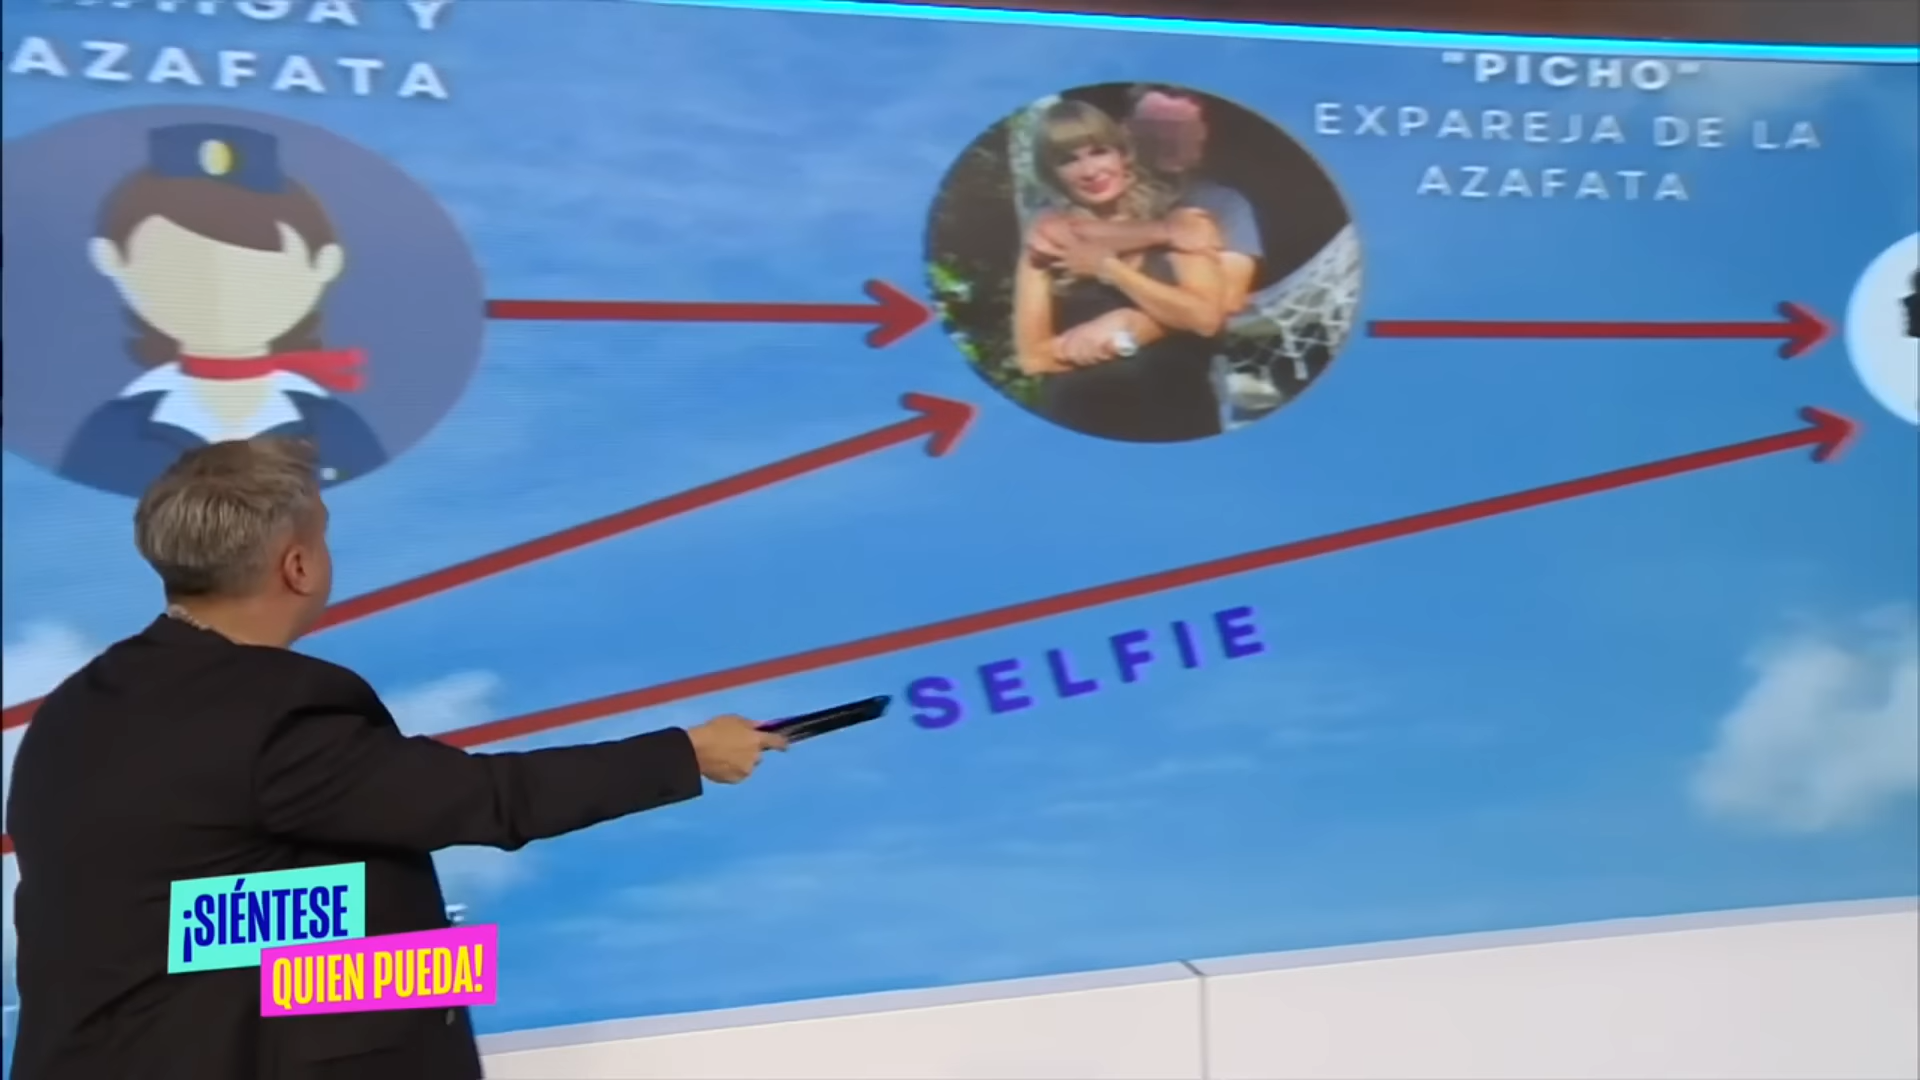 AZAFATA
"PICHO"
EXPAREJA DE LA
AZAFATA
SELFIE
¡SIÉNTESE
QUIEN PUEDA!